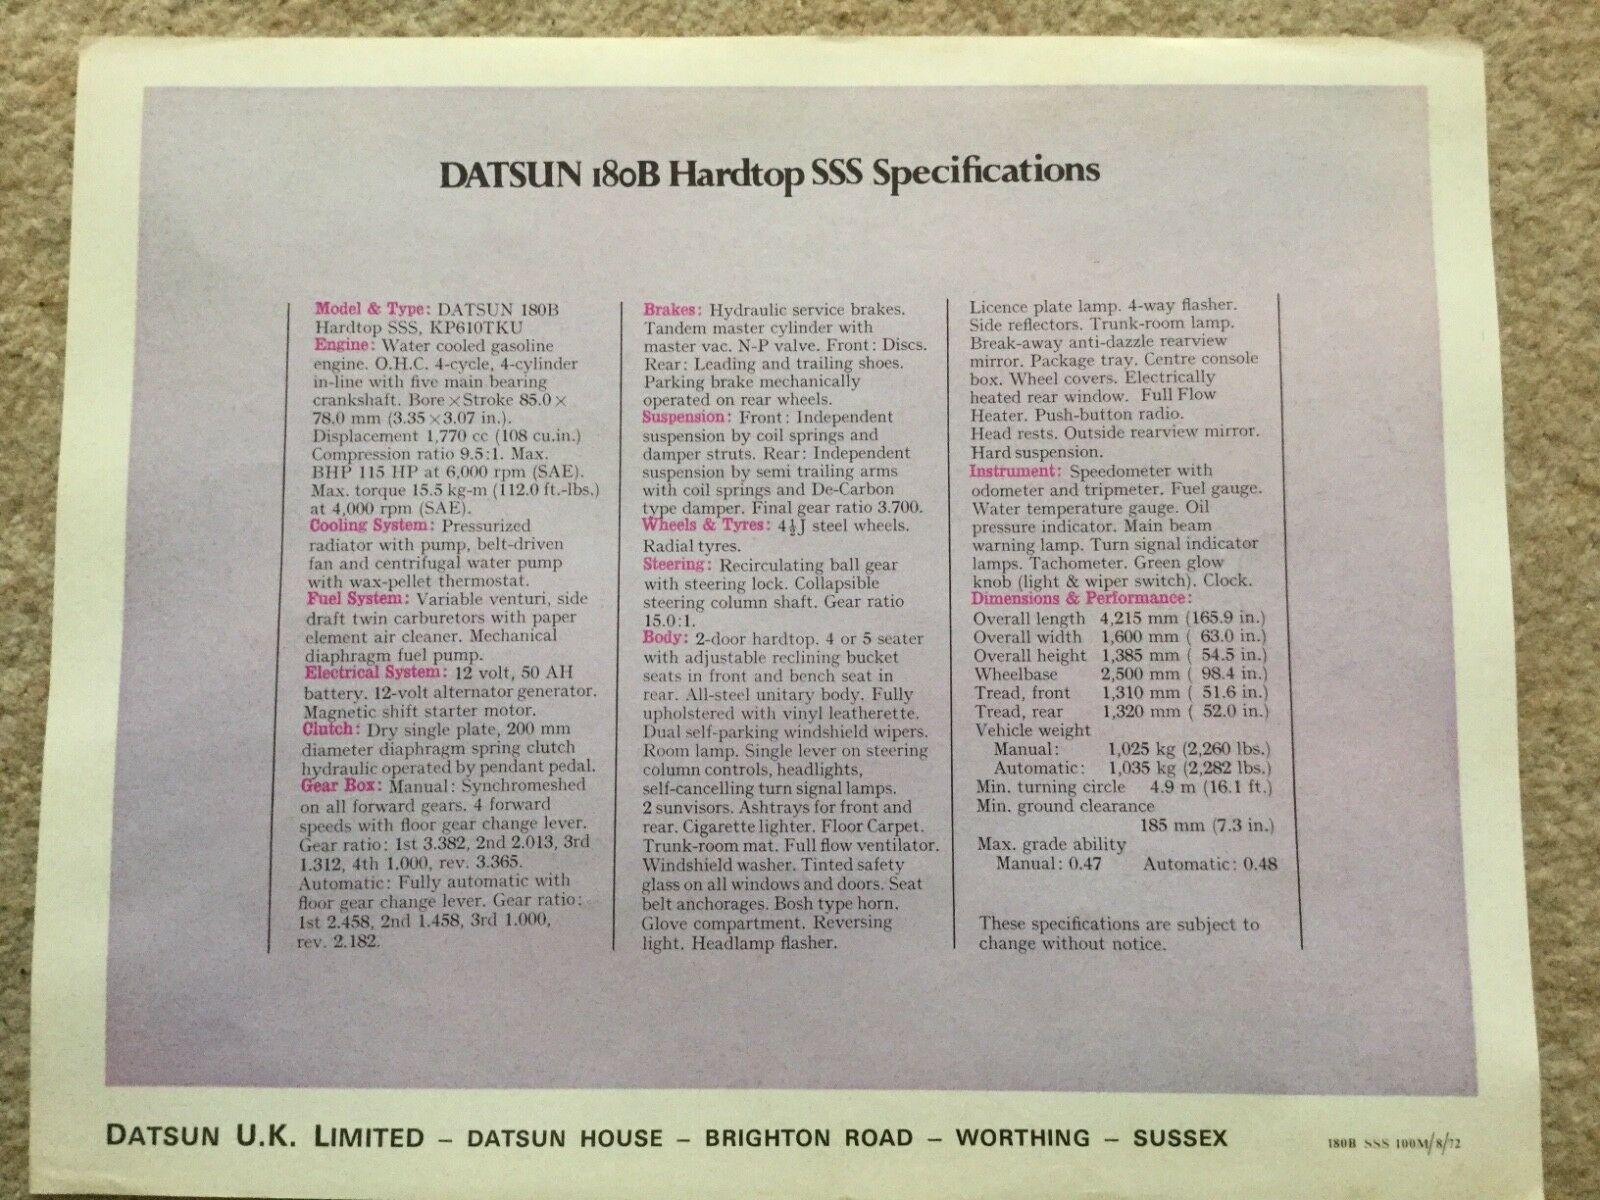 DATSUN 180B Hardtop SSS Specifications
Model & Type: DATSUN 180B
Hardtop SSS, KP610TKU
Engine: Water cooled gasoline
engine. O.H.C. 4-cycle, 4-cylinder
in-line with five main bearing
crankshaft. Bore × Stroke 85.0 ×
78.0 mm (3.35 × 3.07 in.).
Displacement 1,770 cc (108 cu.in.)
Compression ratio 9.5:1. Max.
BHP 115 HP at 6,000 rpm (SAE).
Max. torque 15.5 kg-m (112.0 ft.-lbs.)
at 4,000 rpm (SAE).
Cooling System: Pressurized
radiator with pump, belt-driven
fan and centrifugal water pump
with wax-pellet thermostat.
Fuel System: Variable venturi, side
draft twin carburetors with paper
element air cleaner. Mechanical
diaphragm fuel pump.
Electrical System: 12 volt, 50 AH
battery. 12-volt alternator generator.
Magnetic shift starter motor.
Clutch: Dry single plate, 200 mm
diameter diaphragm spring clutch
hydraulic operated by pendant pedal.
Gear Box: Manual: Synchromeshed
on all forward gears. 4 forward
speeds with floor gear change lever.
Gear ratio: 1st 3.382, 2nd 2.013, 3rd
1.312, 4th 1.000, rev. 3.365.
Automatic: Fully automatic with
floor gear change lever. Gear ratio:
1st 2.458, 2nd 1.458, 3rd 1.000,
rev. 2.182.
Brakes: Hydraulic service brakes.
Tandem master cylinder with
master vac. N-P valve. Front: Discs.
Rear: Leading and trailing shoes.
Parking brake mechanically
operated on rear wheels.
Suspension: Front: Independent
suspension by coil springs and
damper struts. Rear: Independent
suspension by semi trailing arms
with coil springs and De-Carbon
type damper. Final gear ratio 3.700.
Wheels & Tyres: 4½J steel wheels.
Radial tyres.
Steering: Recirculating ball gear
with steering lock. Collapsible
steering column shaft. Gear ratio
15.0:1.
Body: 2-door hardtop. 4 or 5 seater
with adjustable reclining bucket
seats in front and bench seat in
rear. All-steel unitary body. Fully
upholstered with vinyl leatherette.
Dual self-parking windshield wipers.
Room lamp. Single lever on steering
column controls, headlights,
self-cancelling turn signal lamps.
2 sunvisors. Ashtrays for front and
rear. Cigarette lighter. Floor Carpet.
Trunk-room mat. Full flow ventilator.
Windshield washer. Tinted safety
glass on all windows and doors. Seat
belt anchorages. Bosh type horn.
Glove compartment. Reversing
light. Headlamp flasher.
Licence plate lamp. 4-way flasher.
Side reflectors. Trunk-room lamp.
Break-away anti-dazzle rearview
mirror. Package tray. Centre console
box. Wheel covers. Electrically
heated rear window. Full Flow
Heater. Push-button radio.
Head rests. Outside rearview mirror.
Hard suspension.
Instrument: Speedometer with
odometer and tripmeter. Fuel gauge.
Water temperature gauge. Oil
pressure indicator. Main beam
warning lamp. Turn signal indicator
lamps. Tachometer. Green glow
knob (light & wiper switch). Clock.
Dimensions & Performance:
Overall length 4,215 mm (165.9 in.)
Overall width 1,600 mm ( 63.0 in.)
Overall height 1,385 mm ( 54.5 in.)
Wheelbase 2,500 mm ( 98.4 in.)
Tread, front 1,310 mm ( 51.6 in.)
Tread, rear 1,320 mm ( 52.0 in.)
Vehicle weight
Manual: 1,025 kg (2,260 lbs.)
Automatic: 1,035 kg (2,282 lbs.)
Min. turning circle 4.9 m (16.1 ft.)
Min. ground clearance
185 mm (7.3 in.)
Max. grade ability
Manual: 0.47 Automatic: 0.48
These specifications are subject to
change without notice.
DATSUN U.K. LIMITED – DATSUN HOUSE – BRIGHTON ROAD – WORTHING – SUSSEX
180B SSS 100M/8/72